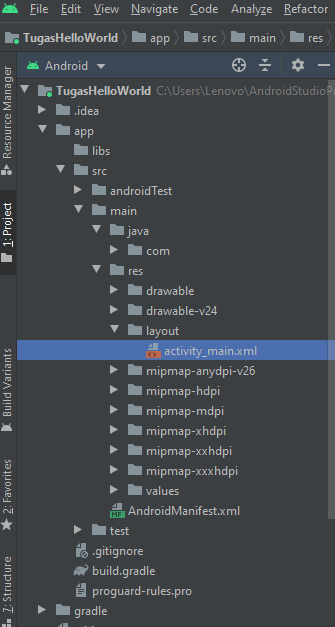 File Edit View Navigate Code Analyze Refactor
TugasHelloWorld app src main res
Android
TugasHelloWorld C:\Users\Lenovo\AndroidStudioPr
.idea
app
libs
src
androidTest
main
java
com
res
drawable
drawable-v24
layout
activity_main.xml
mipmap-anydpi-v26
mipmap-hdpi
mipmap-mdpi
mipmap-xhdpi
mipmap-xxhdpi
mipmap-xxxhdpi
values
MF AndroidManifest.xml
test
.gitignore
build.gradle
proguard-rules.pro
gradle
Resource Manager
1: Project
Build Variants
2: Favorites
7: Structure